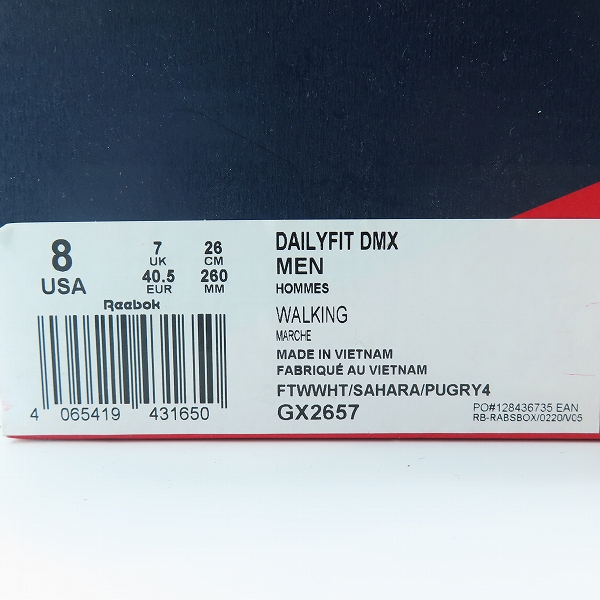 8
USA
7
UK
40.5
EUR
26
CM
260
MM
Reebok
4 065419 431650
DAILYFIT DMX
MEN
HOMMES
WALKING
MARCHE
MADE IN VIETNAM
FABRIQUÉ AU VIETNAM
FTWWHT/SAHARA/PUGRY4
GX2657
PO#128436735 EAN
RB-RABSBOX/0220/V05